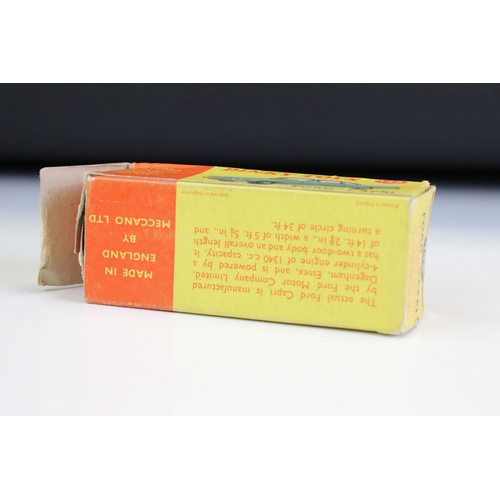 MADE IN
ENGLAND
BY
MECCANO LTD
The actual Ford Capri is manufactured
by the Ford Motor Company Limited,
Dagenham, Essex, and is powered by a
4-cylinder engine of 1340 c.c. capacity. It
has a two-door body and an overall length
of 14 ft. 2¾ in., a width of 5 ft. 5¾ in., and
a turning circle of 34 ft.